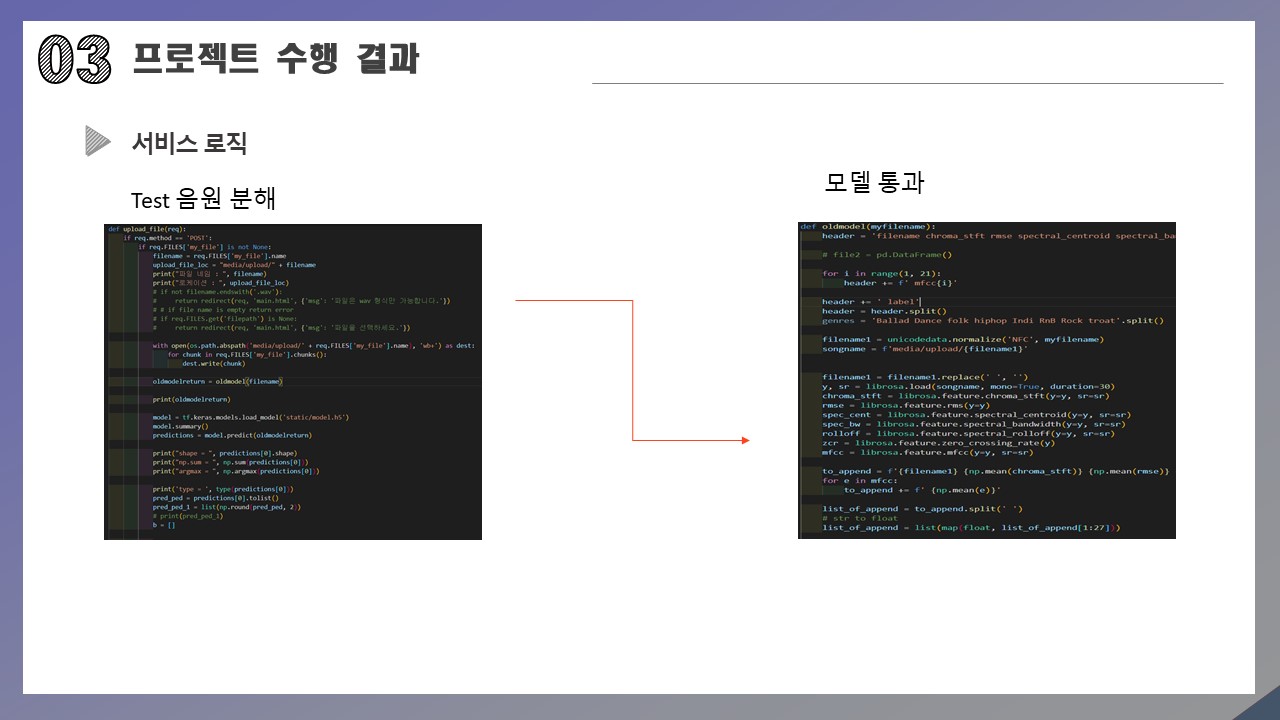 03 프로젝트 수행 결과
서비스 로직
Test 음원 분해
def upload_file(req):
if req.method == 'POST':
if req.FILES['my_file'] is not None:
filename = req.FILES['my_file'].name
upload_file_loc = "media/upload/" + filename
print("파일 네임 : ", filename)
print("로케이션 : ", upload_file_loc)
# if not filename.endswith('.wav'):
#     return redirect(req, 'main.html', {'msg': '파일은 wav 형식만 가능합니다.'})
# # if file name is empty return error
# if req.FILES.get('filepath') is None:
#     return redirect(req, 'main.html', {'msg': '파일을 선택하세요.'})
with open(os.path.abspath('media/upload/' + req.FILES['my_file'].name), 'wb+') as dest:
for chunk in req.FILES['my_file'].chunks():
dest.write(chunk)
oldmodelreturn = oldmodel(filename)
print(oldmodelreturn)
model = tf.keras.models.load_model('static/model.h5')
model.summary()
predictions = model.predict(oldmodelreturn)
print("shape = ", predictions[0].shape)
print("np.sum = ", np.sum(predictions[0]))
print("argmax = ", np.argmax(predictions[0]))
print('type = ', type(predictions[0]))
pred_ped = predictions[0].tolist()
pred_ped_1 = list(np.round(pred_ped, 2))
# print(pred_ped_1)
b = []
모델 통과
def oldmodel(myfilename):
header = 'filename chroma_stft rmse spectral_centroid spectral_ba
# file2 = pd.DataFrame()
for i in range(1, 21):
header += f' mfcc{i}'
header += ' label'
header = header.split()
genres = 'Ballad Dance folk hiphop Indi RnB Rock troat'.split()
filename1 = unicodedata.normalize('NFC', myfilename)
songname = f'media/upload/{filename1}'
filename1 = filename1.replace(' ', '')
y, sr = librosa.load(songname, mono=True, duration=30)
chroma_stft = librosa.feature.chroma_stft(y=y, sr=sr)
rmse = librosa.feature.rms(y=y)
spec_cent = librosa.feature.spectral_centroid(y=y, sr=sr)
spec_bw = librosa.feature.spectral_bandwidth(y=y, sr=sr)
rolloff = librosa.feature.spectral_rolloff(y=y, sr=sr)
zcr = librosa.feature.zero_crossing_rate(y)
mfcc = librosa.feature.mfcc(y=y, sr=sr)
to_append = f'{filename1} {np.mean(chroma_stft)} {np.mean(rmse)}
for e in mfcc:
to_append += f' {np.mean(e)}'
list_of_append = to_append.split(' ')
# str to float
list_of_append = list(map(float, list_of_append[1:27]))